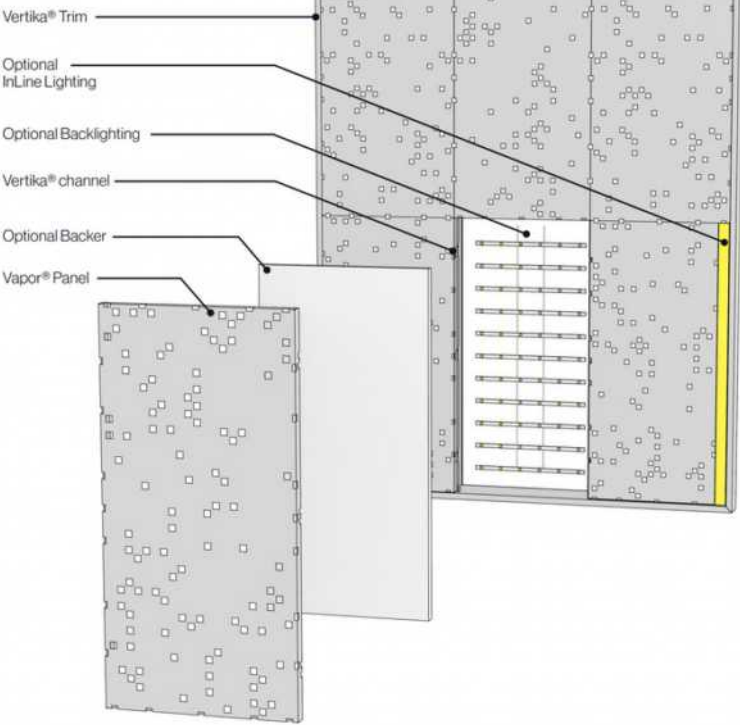 Vertika® Trim
Optional
InLine Lighting
Optional Backlighting
Vertika® channel
Optional Backer
Vapor® Panel